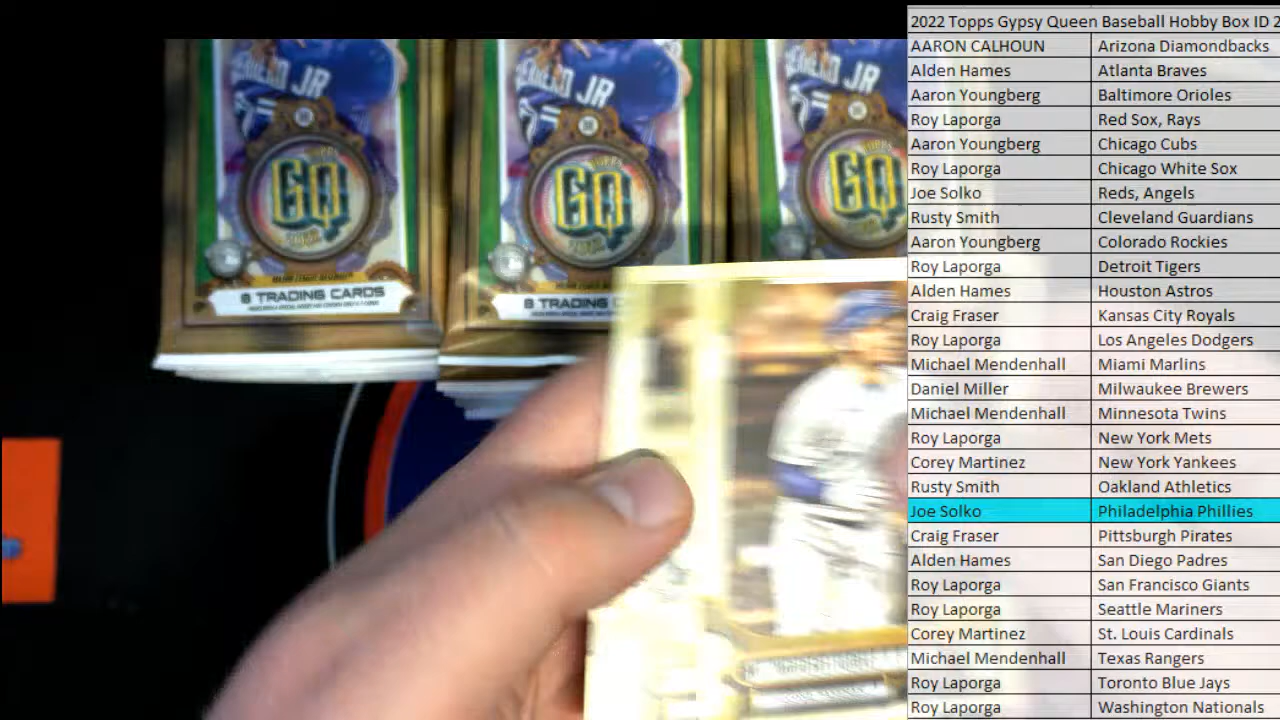 2022 Topps Gypsy Queen Baseball Hobby Box ID 2
AARON CALHOUN Arizona Diamondbacks
Alden Hames Atlanta Braves
Aaron Youngberg Baltimore Orioles
Roy Laporga Red Sox, Rays
Aaron Youngberg Chicago Cubs
Roy Laporga Chicago White Sox
Joe Solko Reds, Angels
Rusty Smith Cleveland Guardians
Aaron Youngberg Colorado Rockies
Roy Laporga Detroit Tigers
Alden Hames Houston Astros
Craig Fraser Kansas City Royals
Roy Laporga Los Angeles Dodgers
Michael Mendenhall Miami Marlins
Daniel Miller Milwaukee Brewers
Michael Mendenhall Minnesota Twins
Roy Laporga New York Mets
Corey Martinez New York Yankees
Rusty Smith Oakland Athletics
Joe Solko Philadelphia Phillies
Craig Fraser Pittsburgh Pirates
Alden Hames San Diego Padres
Roy Laporga San Francisco Giants
Roy Laporga Seattle Mariners
Corey Martinez St. Louis Cardinals
Michael Mendenhall Texas Rangers
Roy Laporga Toronto Blue Jays
Roy Laporga Washington Nationals
JR
JR
JR
GQ
GQ
GQ
8 TRADING CARDS
8 TRADING C